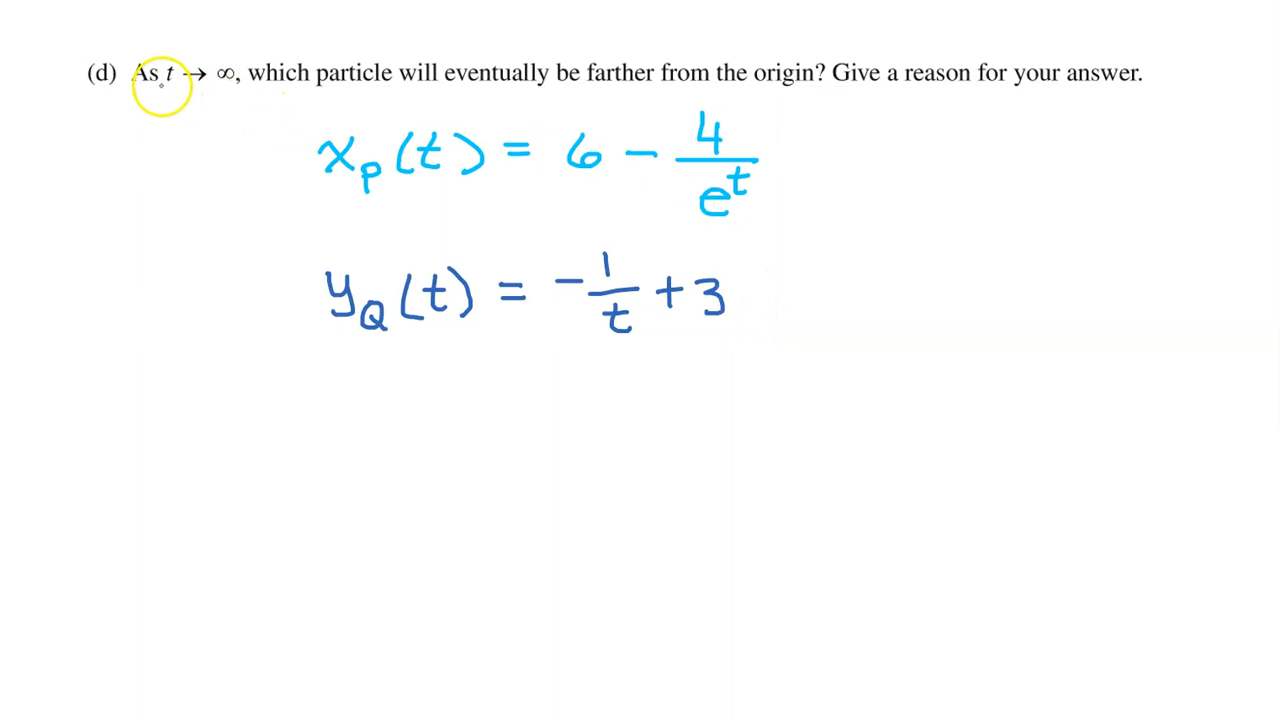 (d) As t → ∞, which particle will eventually be farther from the origin? Give a reason for your answer.
x_P(t) = 6 - 4/e^t
y_Q(t) = -1/t + 3